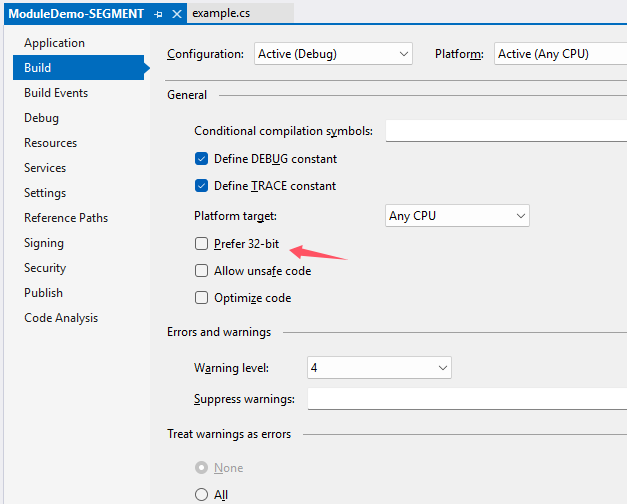 ModuleDemo-SEGMENT
example.cs
Application
Build
Build Events
Debug
Resources
Services
Settings
Reference Paths
Signing
Security
Publish
Code Analysis
Configuration: Active (Debug) Platform: Active (Any CPU)
General
Conditional compilation symbols:
Define DEBUG constant
Define TRACE constant
Platform target: Any CPU
Prefer 32-bit
Allow unsafe code
Optimize code
Errors and warnings
Warning level: 4
Suppress warnings:
Treat warnings as errors
None
All